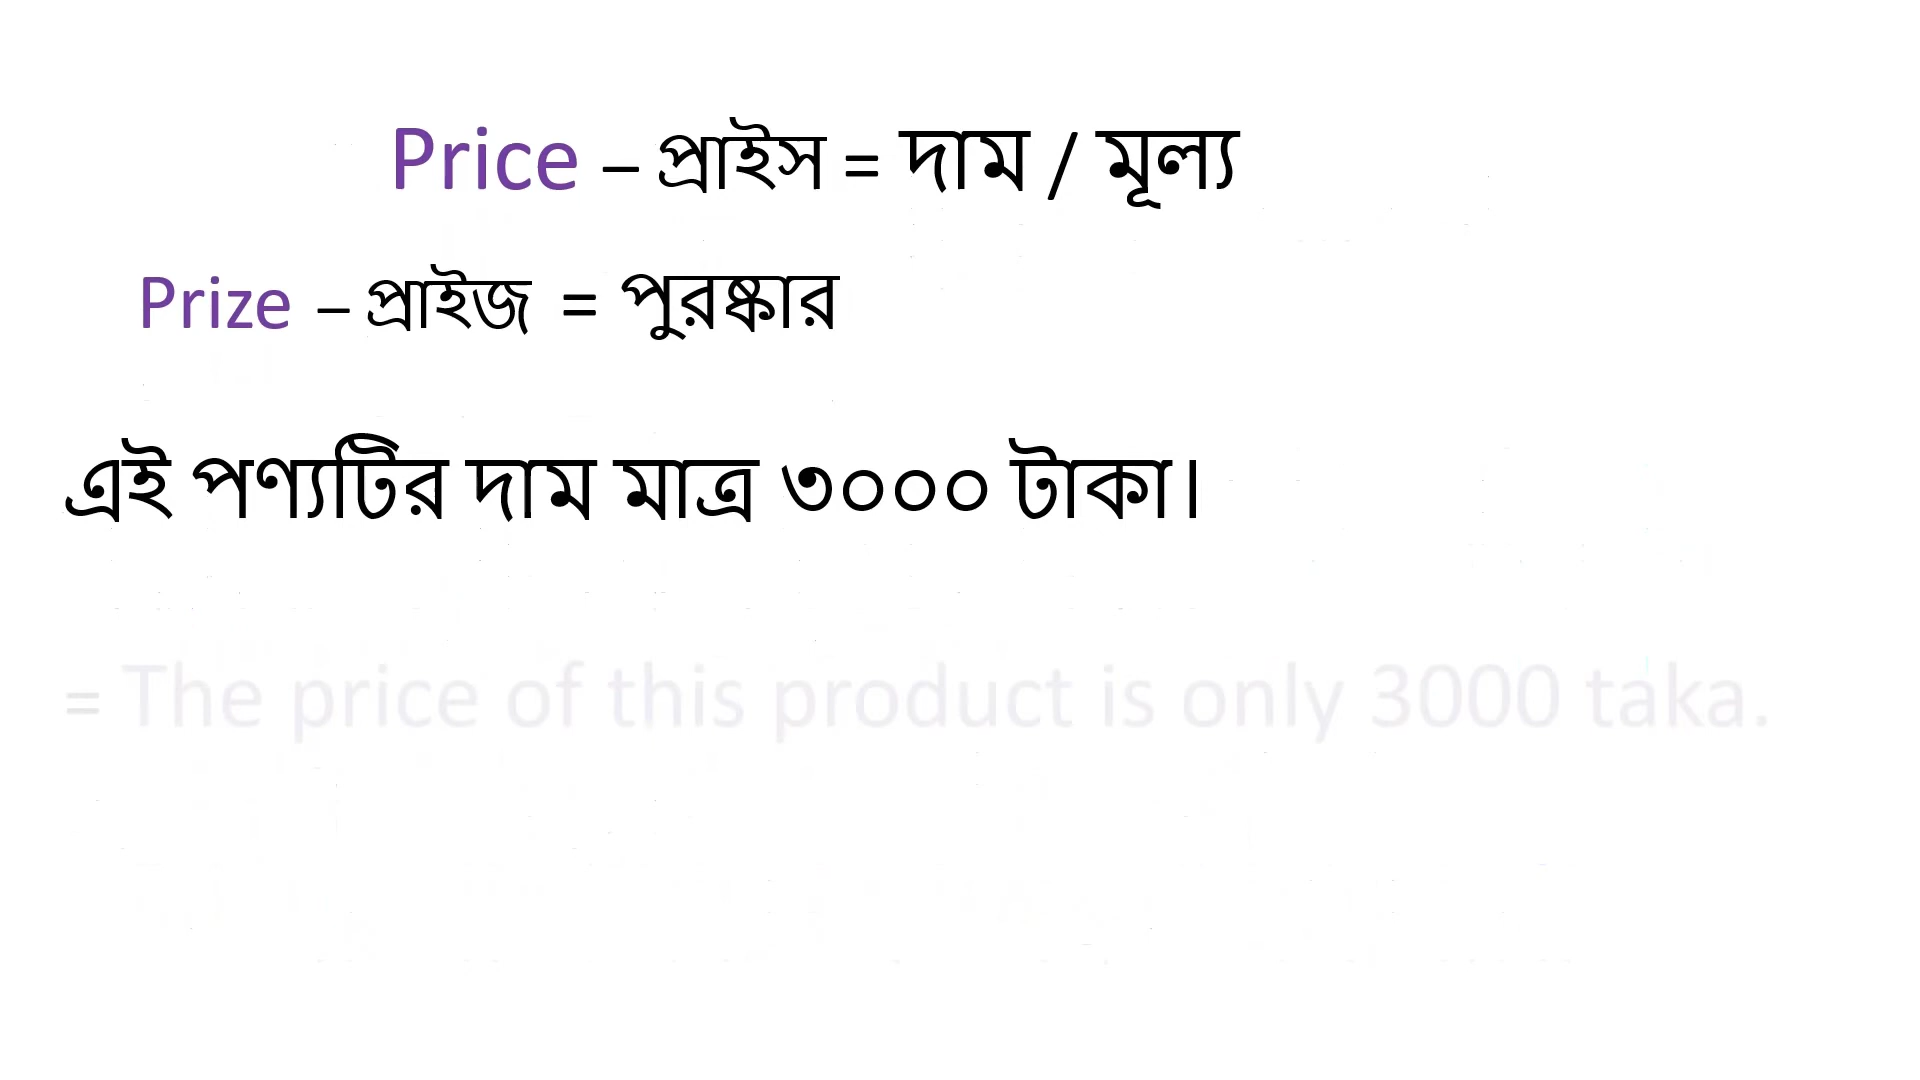 Price – প্রাইস = দাম / মূল্য
Prize – প্রাইজ = পুরষ্কার
এই পণ্যটির দাম মাত্র ৩০০০ টাকা।
= The price of this product is only 3000 taka.